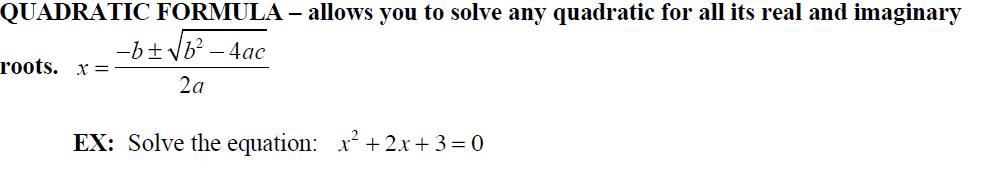 QUADRATIC FORMULA – allows you to solve any quadratic for all its real and imaginary
roots. x = (-b ± √(b² – 4ac)) / 2a
EX: Solve the equation: x² + 2x + 3 = 0